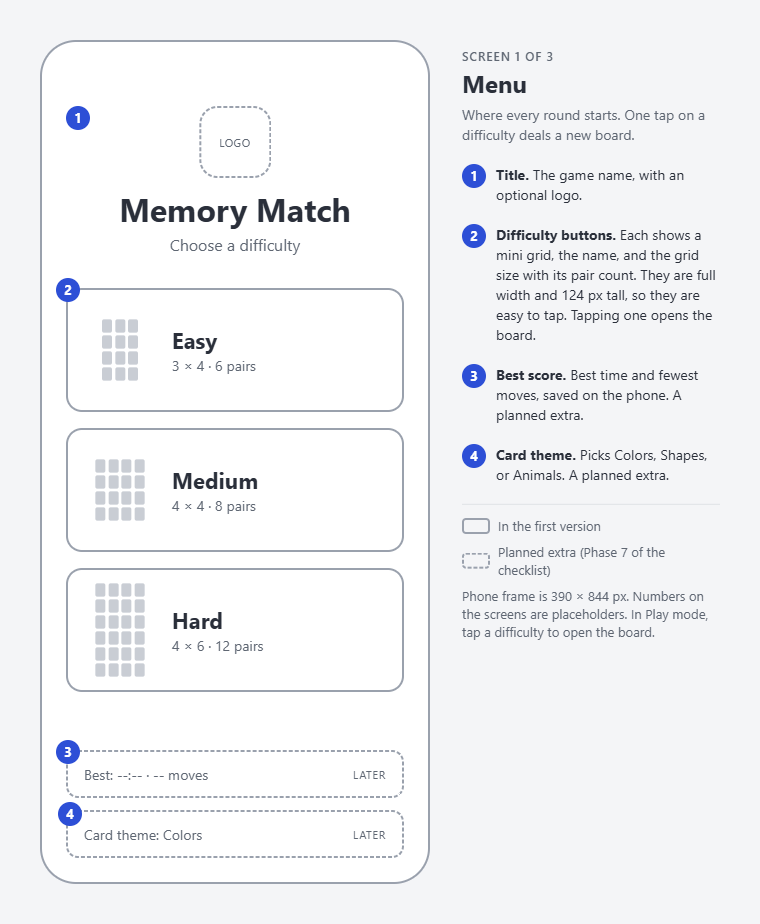 1
LOGO
Memory Match
Choose a difficulty
2
Easy
3 × 4 · 6 pairs
Medium
4 × 4 · 8 pairs
Hard
4 × 6 · 12 pairs
3
Best: --:-- · -- moves
LATER
4
Card theme: Colors
LATER
SCREEN 1 OF 3
Menu
Where every round starts. One tap on a
difficulty deals a new board.
1
Title. The game name, with an
optional logo.
2
Difficulty buttons. Each shows a
mini grid, the name, and the grid
size with its pair count. They are full
width and 124 px tall, so they are
easy to tap. Tapping one opens the
board.
3
Best score. Best time and fewest
moves, saved on the phone. A
planned extra.
4
Card theme. Picks Colors, Shapes,
or Animals. A planned extra.
In the first version
Planned extra (Phase 7 of the
checklist)
Phone frame is 390 × 844 px. Numbers on
the screens are placeholders. In Play mode,
tap a difficulty to open the board.